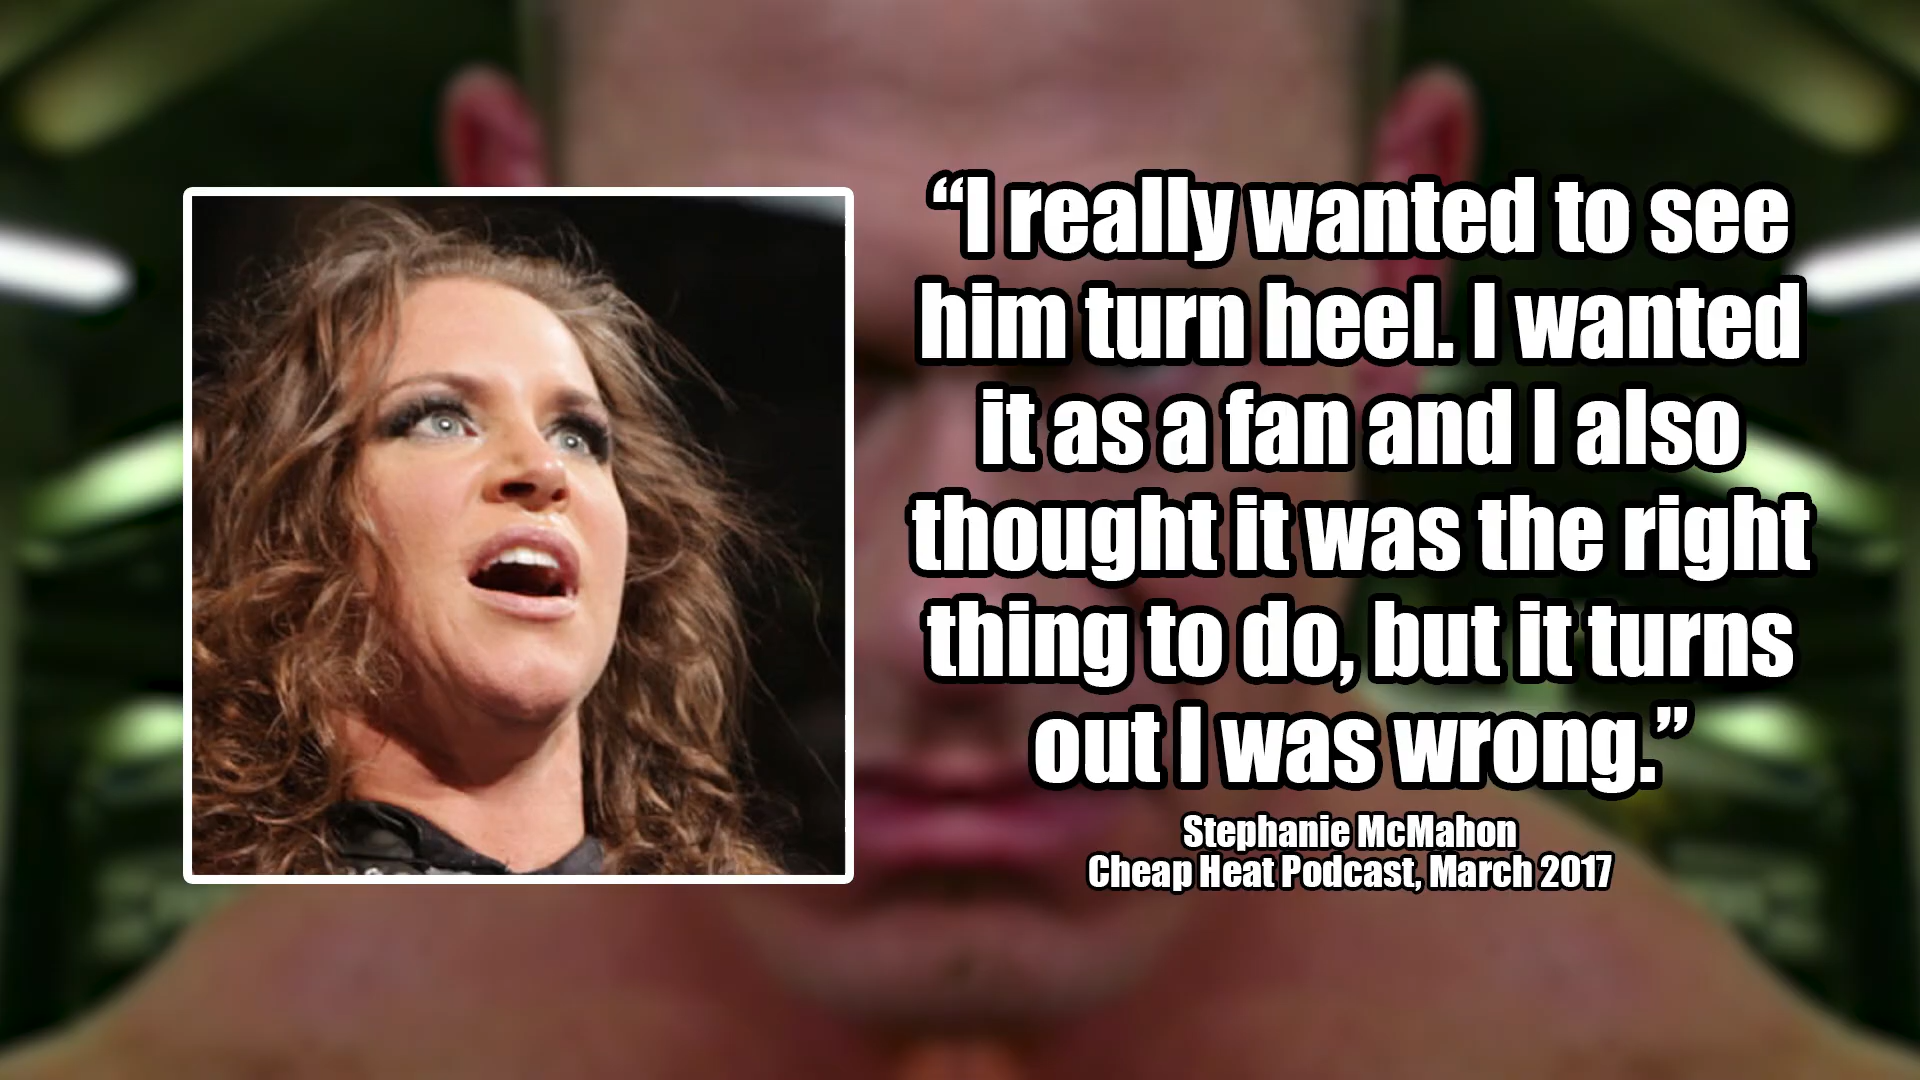 “I really wanted to see
him turn heel. I wanted
it as a fan and I also
thought it was the right
thing to do, but it turns
out I was wrong.”
Stephanie McMahon
Cheap Heat Podcast, March 2017